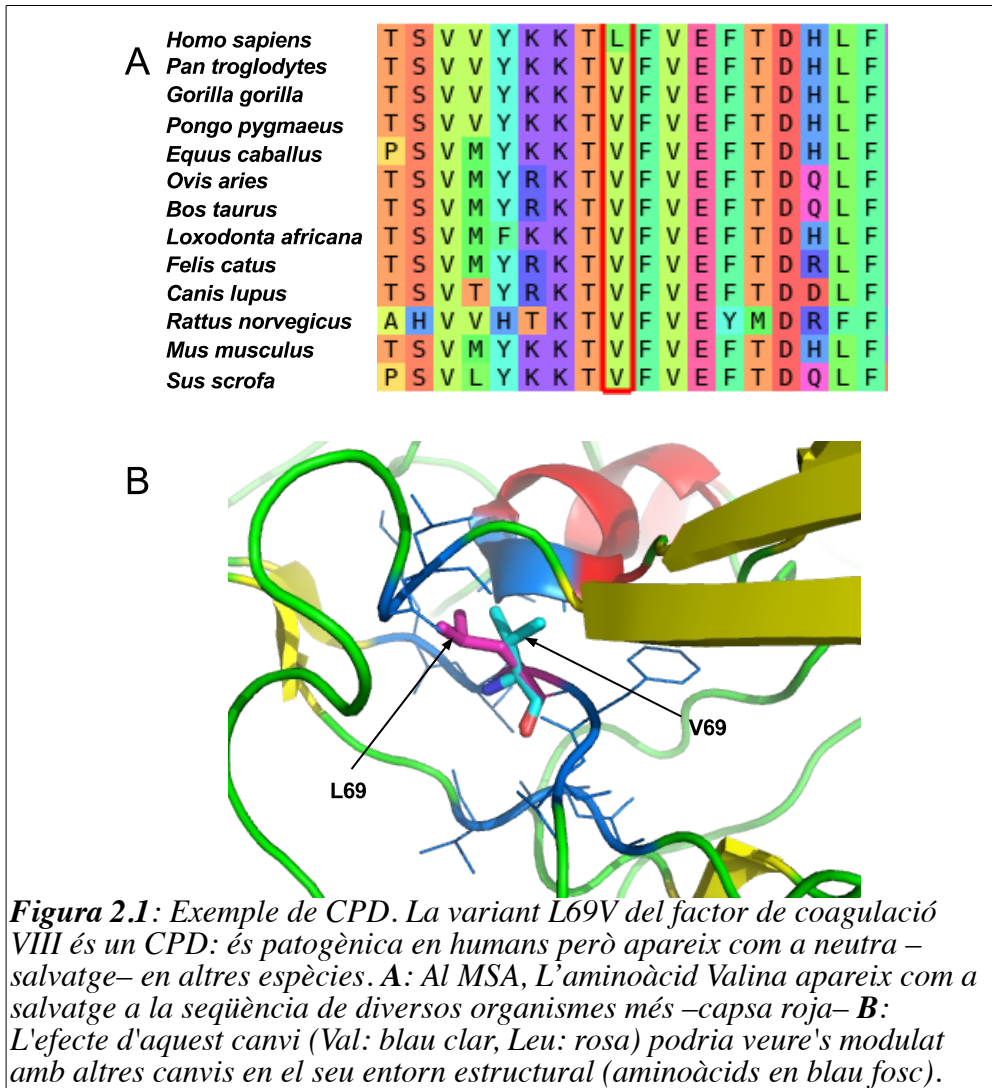 A
Homo sapiens T S V V Y K K T L F V E F T D H L F
Pan troglodytes T S V V Y K K T V F V E F T D H L F
Gorilla gorilla T S V V Y K K T V F V E F T D H L F
Pongo pygmaeus T S V V Y K K T V F V E F T D H L F
Equus caballus P S V M Y K K T V F V E F T D H L F
Ovis aries T S V M Y R K T V F V E F T D Q L F
Bos taurus T S V M Y R K T V F V E F T D Q L F
Loxodonta africana T S V M F K K T V F V E F T D H L F
Felis catus T S V M Y R K T V F V E F T D R L F
Canis lupus T S V T Y R K T V F V E F T D D L F
Rattus norvegicus A H V V H T K T V F V E Y M D R F F
Mus musculus T S V M Y K K T V F V E F T D H L F
Sus scrofa P S V L Y K K T V F V E F T D Q L F
B
V69
L69
Figura 2.1: Exemple de CPD. La variant L69V del factor de coagulació
VIII és un CPD: és patogènica en humans però apareix com a neutra –
salvatge– en altres espècies. A: Al MSA, L'aminoàcid Valina apareix com a
salvatge a la seqüència de diversos organismes més –capsa roja– B:
L'efecte d'aquest canvi (Val: blau clar, Leu: rosa) podria veure's modulat
amb altres canvis en el seu entorn estructural (aminoàcids en blau fosc).